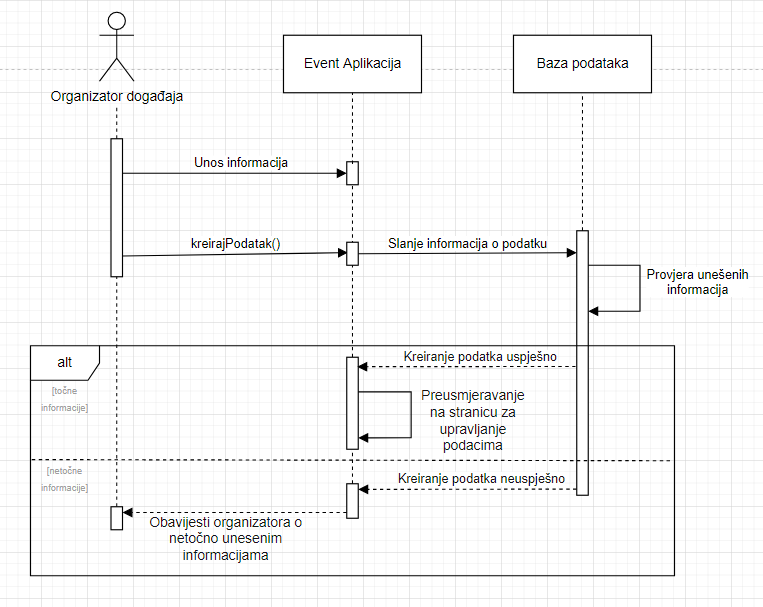 Organizator događaja
Event Aplikacija
Baza podataka
Unos informacija
kreirajPodatak()
Slanje informacija o podatku
Provjera unešenih
informacija
alt
[točne
informacije]
Kreiranje podatka uspješno
Preusmjeravanje
na stranicu za
upravljanje
podacima
[netočne
informacije]
Kreiranje podatka neuspješno
Obavijesti organizatora o
netočno unesenim
informacijama